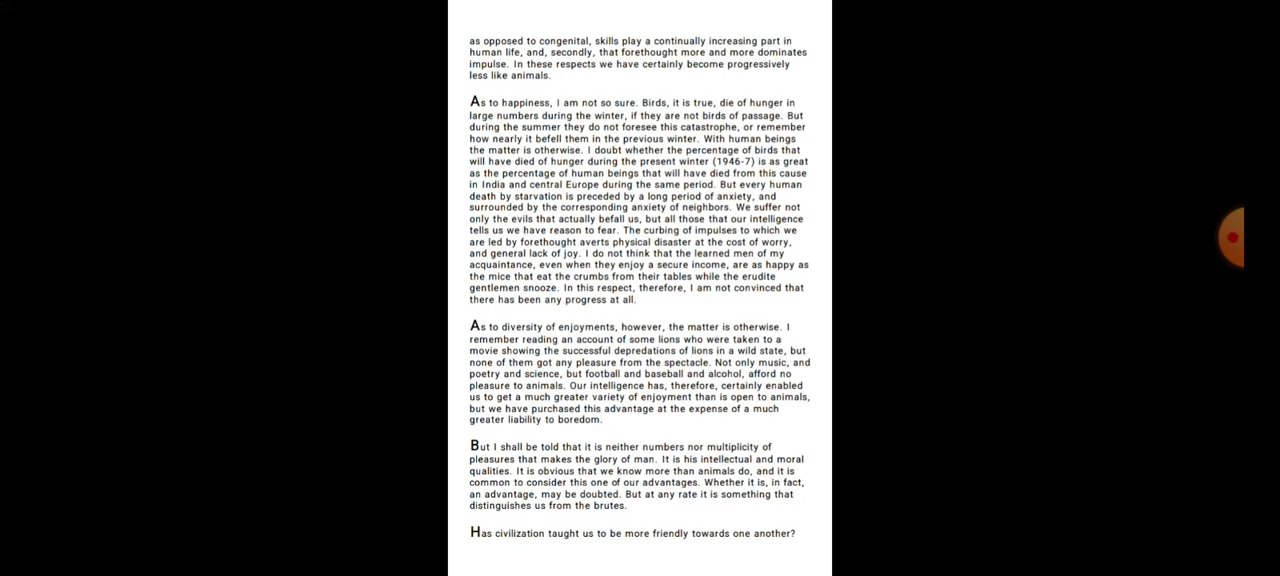 as opposed to congenital, skills play a continually increasing part in
human life, and, secondly, that forethought more and more dominates
impulse. In these respects we have certainly become progressively
less like animals.
As to happiness, I am not so sure. Birds, it is true, die of hunger in
large numbers during the winter, if they are not birds of passage. But
during the summer they do not foresee this catastrophe, or remember
how nearly it befell them in the previous winter. With human beings
the matter is otherwise. I doubt whether the percentage of birds that
will have died of hunger during the present winter (1946-7) is as great
as the percentage of human beings that will have died from this cause
in India and central Europe during the same period. But every human
death by starvation is preceded by a long period of anxiety, and
surrounded by the corresponding anxiety of neighbors. We suffer not
only the evils that actually befall us, but all those that our intelligence
tells us we have reason to fear. The curbing of impulses to which we
are led by forethought averts physical disaster at the cost of worry,
and general lack of joy. I do not think that the learned men of my
acquaintance, even when they enjoy a secure income, are as happy as
the mice that eat the crumbs from their tables while the erudite
gentlemen snooze. In this respect, therefore, I am not convinced that
there has been any progress at all.
As to diversity of enjoyments, however, the matter is otherwise. I
remember reading an account of some lions who were taken to a
movie showing the successful depredations of lions in a wild state, but
none of them got any pleasure from the spectacle. Not only music, and
poetry and science, but football and baseball and alcohol, afford no
pleasure to animals. Our intelligence has, therefore, certainly enabled
us to get a much greater variety of enjoyment than is open to animals,
but we have purchased this advantage at the expense of a much
greater liability to boredom.
But I shall be told that it is neither numbers nor multiplicity of
pleasures that makes the glory of man. It is his intellectual and moral
qualities. It is obvious that we know more than animals do, and it is
common to consider this one of our advantages. Whether it is, in fact,
an advantage, may be doubted. But at any rate it is something that
distinguishes us from the brutes.
Has civilization taught us to be more friendly towards one another?